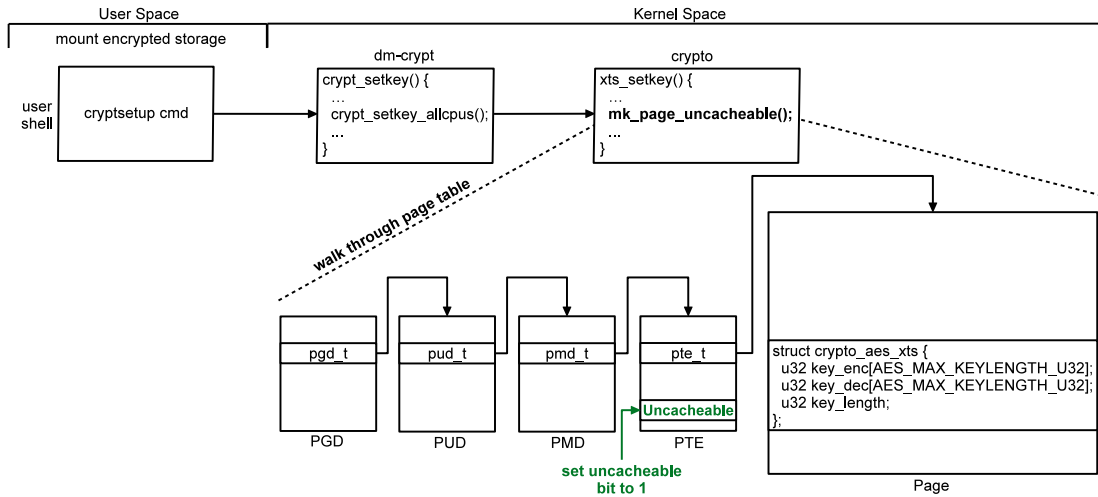 User Space
Kernel Space
mount encrypted storage
user
shell
cryptsetup cmd
dm-crypt
crypt_setkey() {
...
crypt_setkey_allcpus();
...
}
crypto
xts_setkey() {
...
mk_page_uncacheable();
...
}
walk through page table
pgd_t
PGD
pud_t
PUD
pmd_t
PMD
pte_t
Uncacheable
PTE
set uncacheable
bit to 1
struct crypto_aes_xts {
u32 key_enc[AES_MAX_KEYLENGTH_U32];
u32 key_dec[AES_MAX_KEYLENGTH_U32];
u32 key_length;
};
Page